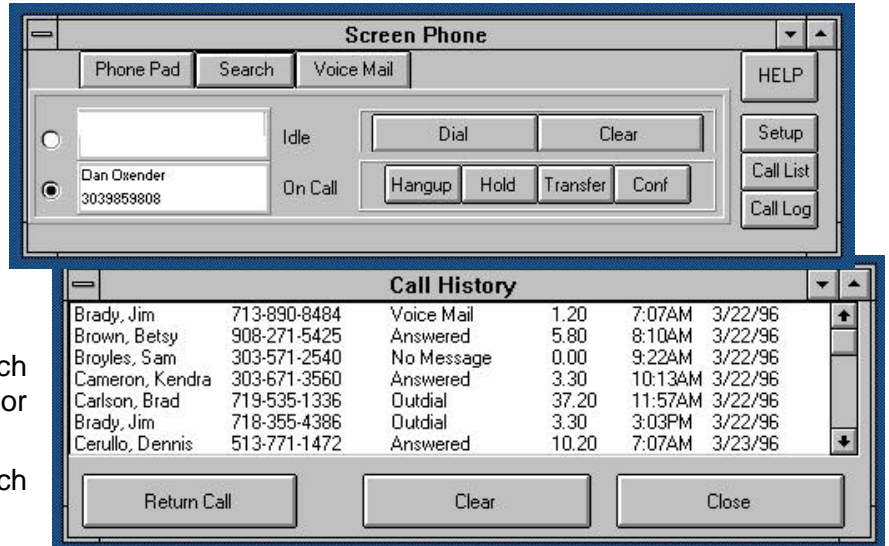 Screen Phone
Phone Pad Search Voice Mail HELP
Idle Dial Clear Setup
Dan Oxender
3039859808
On Call Hangup Hold Transfer Conf Call List
Call Log
Call History
Brady, Jim 713-890-8484 Voice Mail 1.20 7:07AM 3/22/96
Brown, Betsy 908-271-5425 Answered 5.80 8:10AM 3/22/96
Broyles, Sam 303-571-2540 No Message 0.00 9:22AM 3/22/96
Cameron, Kendra 303-671-3560 Answered 3.30 10:13AM 3/22/96
Carlson, Brad 719-535-1336 Outdial 37.20 11:57AM 3/22/96
Brady, Jim 718-355-4386 Outdial 3.30 3:03PM 3/22/96
Cerullo, Dennis 513-771-1472 Answered 10.20 7:07AM 3/23/96
Return Call Clear Close
ch
or
ch